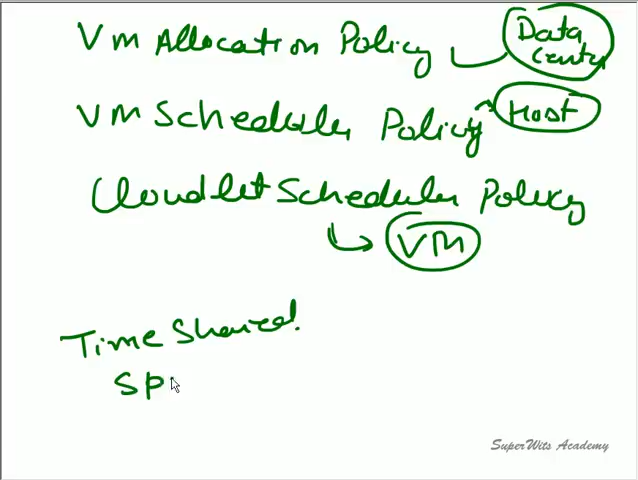 Vm Allocation Policy Data Center
VM Scheduler Policy Host
Cloudlet Scheduler Policy
VM
Time Shared
SP
SuperWits Academy